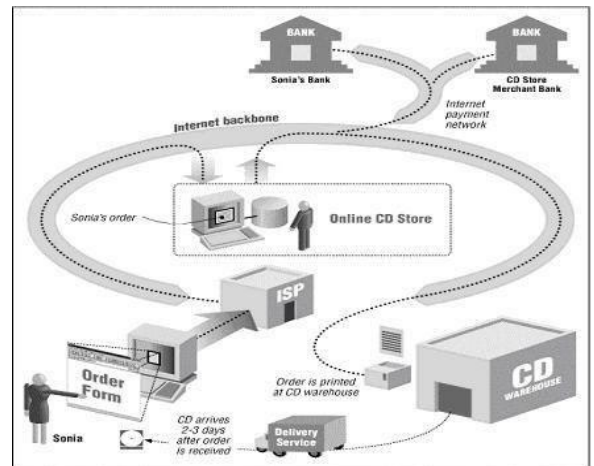 BANK
Sonia's Bank
BANK
CD Store
Merchant Bank
Internet
payment
network
Internet backbone
Sonia's order
Online CD Store
ISP
Order
Form
Sonia
CD arrives
2-3 days
after order
is received
Delivery
Service
Order is printed
at CD warehouse
CD
WAREHOUSE